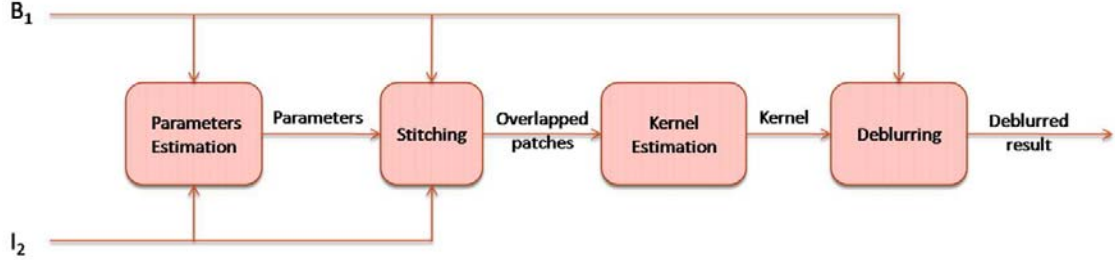 B1
Parameters Estimation
Parameters
Stitching
Overlapped patches
Kernel Estimation
Kernel
Deblurring
Deblurred result
I2